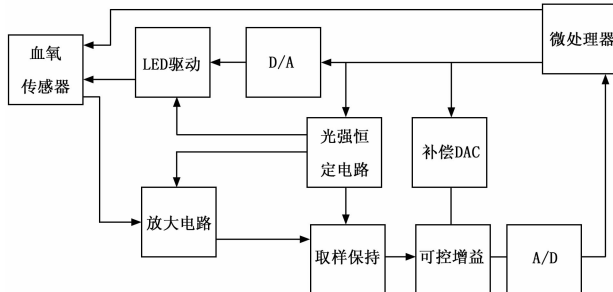 血氧
传感器
LED驱动
D/A
微处理器
光强恒
定电路
补偿DAC
放大电路
取样保持
可控增益
A/D